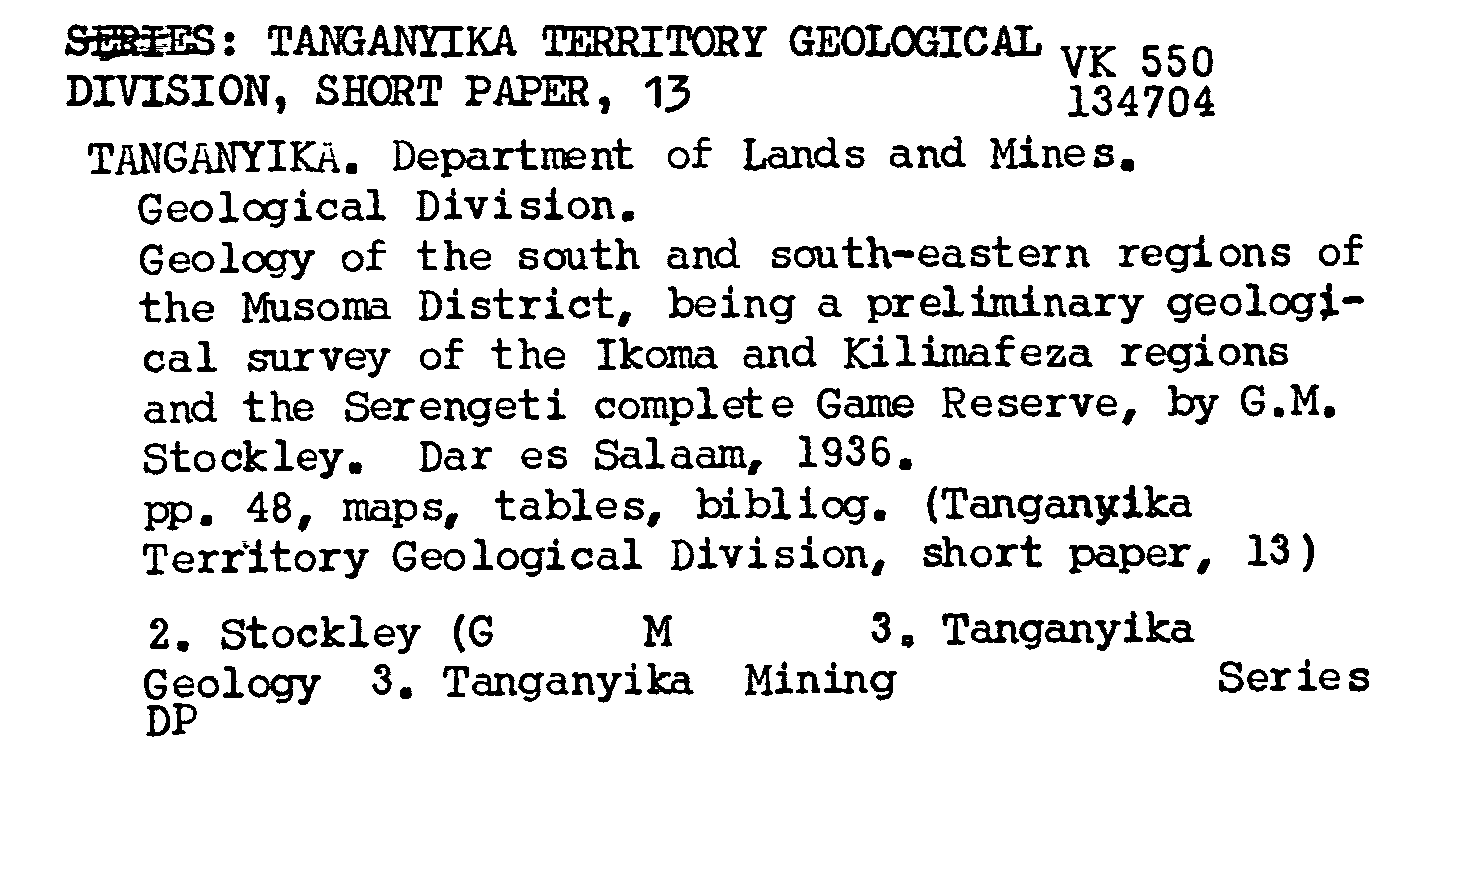 SERIES: TANGANYIKA TERRITORY GEOLOGICAL
DIVISION, SHORT PAPER, 13
VK 550
134704
TANGANYIKA. Department of Lands and Mines.
Geological Division.
Geology of the south and south-eastern regions of
the Musoma District, being a preliminary geologi-
cal survey of the Ikoma and Kilimafeza regions
and the Serengeti complete Game Reserve, by G.M.
Stockley. Dar es Salaam, 1936.
pp. 48, maps, tables, bibliog. (Tanganyika
Territory Geological Division, short paper, 13)
2. Stockley (G M 3. Tanganyika
Geology 3. Tanganyika Mining Series
DP